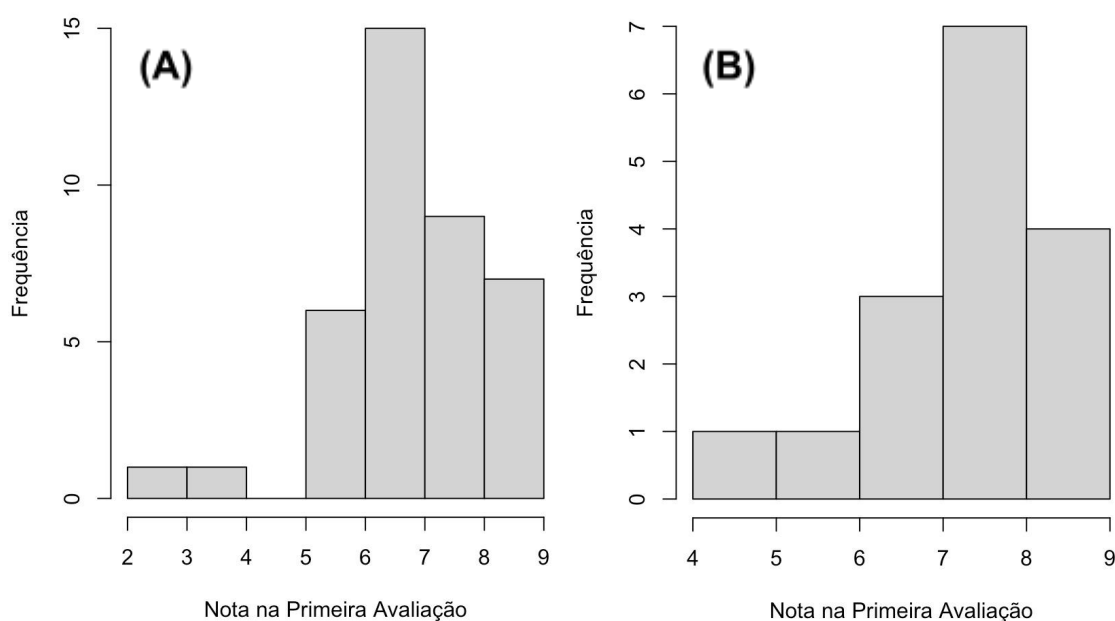 (A)
Frequência
15
10
5
0
2 3 4 5 6 7 8 9
Nota na Primeira Avaliação
(B)
Frequência
7
6
5
4
3
2
1
0
4 5 6 7 8 9
Nota na Primeira Avaliação